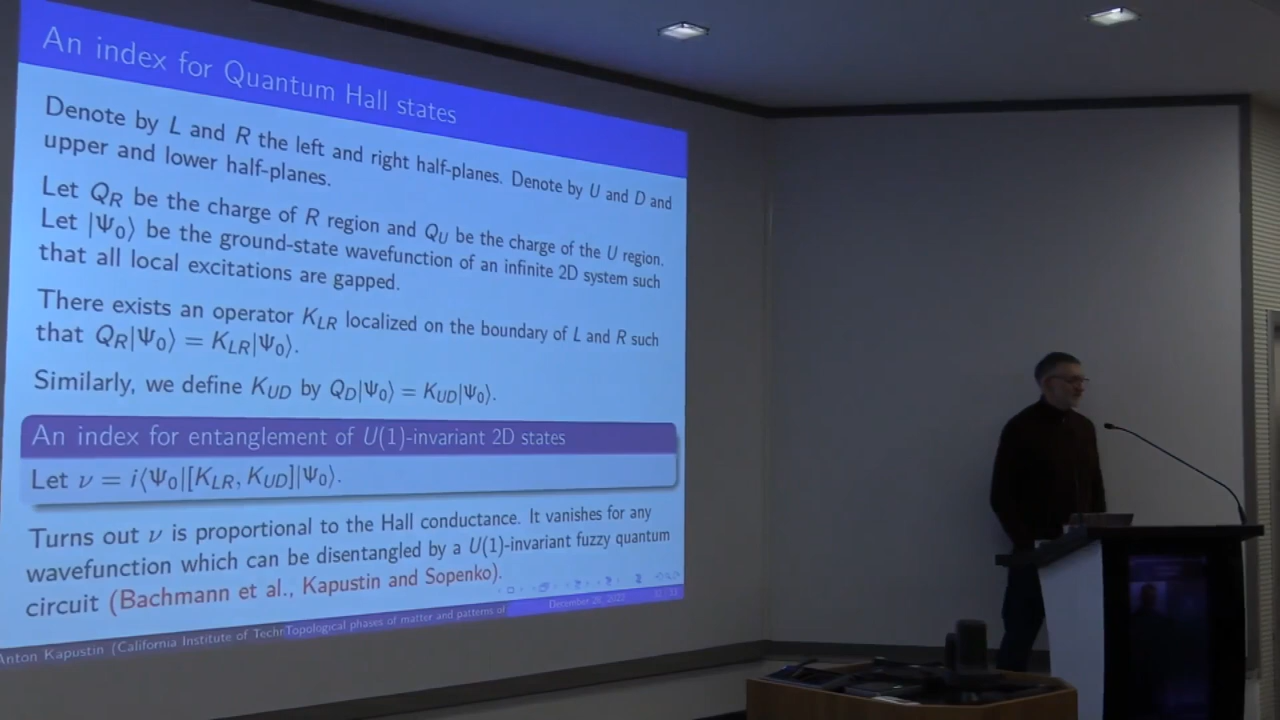 An index for Quantum Hall states
Denote by L and R the left and right half-planes. Denote by U and D and
upper and lower half-planes.
Let Q_R be the charge of R region and Q_U be the charge of the U region.
Let |Ψ₀⟩ be the ground-state wavefunction of an infinite 2D system such
that all local excitations are gapped.
There exists an operator K_LR localized on the boundary of L and R such
that Q_R|Ψ₀⟩ = K_LR|Ψ₀⟩.
Similarly, we define K_UD by Q_D|Ψ₀⟩ = K_UD|Ψ₀⟩.
An index for entanglement of U(1)-invariant 2D states
Let ν = i⟨Ψ₀|[K_LR, K_UD]|Ψ₀⟩.
Turns out ν is proportional to the Hall conductance. It vanishes for any
wavefunction which can be disentangled by a U(1)-invariant fuzzy quantum
circuit (Bachmann et al., Kapustin and Sopenko).
Anton Kapustin (California Institute of Techn Topological phases of matter and patterns of